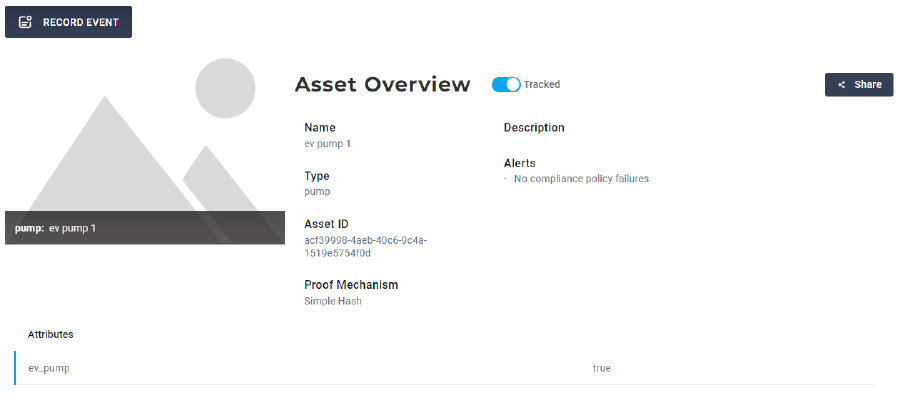 RECORD EVENT
Asset Overview
Tracked
Share
Name
ev pump 1
Description
Type
pump
Alerts
- No compliance policy failures
Asset ID
acf39998-4aeb-40c6-9c4a-
1519e5754f0d
Proof Mechanism
Simple Hash
pump: ev pump 1
Attributes
ev_pump true